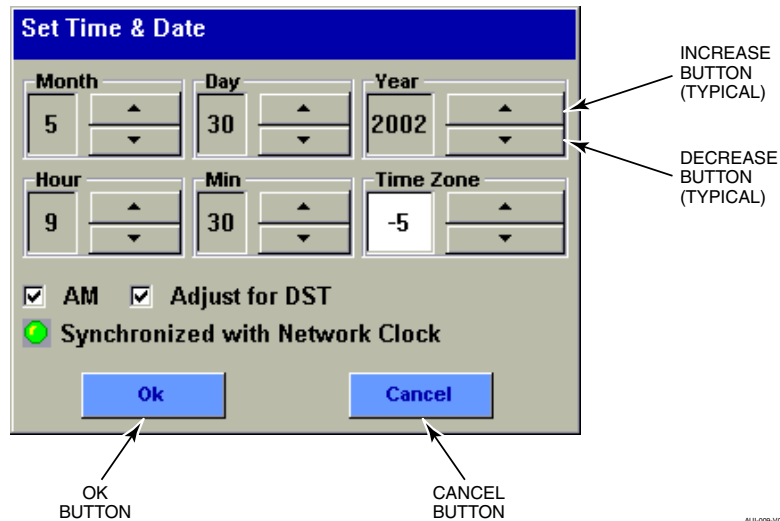 Set Time & Date
Month
Day
Year
5
30
2002
INCREASE
BUTTON
(TYPICAL)
DECREASE
BUTTON
(TYPICAL)
Hour
Min
Time Zone
9
30
-5
AM
Adjust for DST
Synchronized with Network Clock
Ok
Cancel
OK
BUTTON
CANCEL
BUTTON